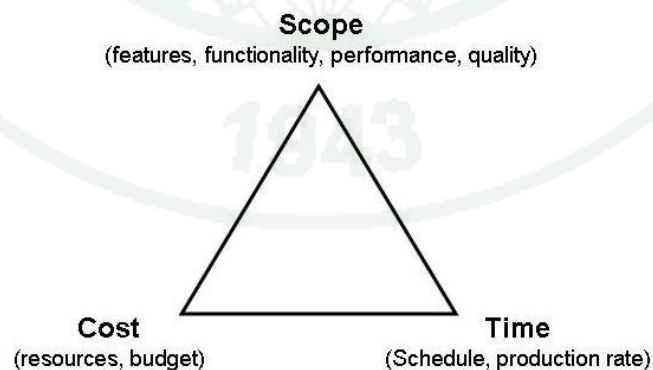 Scope
(features, functionality, performance, quality)
1943
Cost
(resources, budget)
Time
(Schedule, production rate)